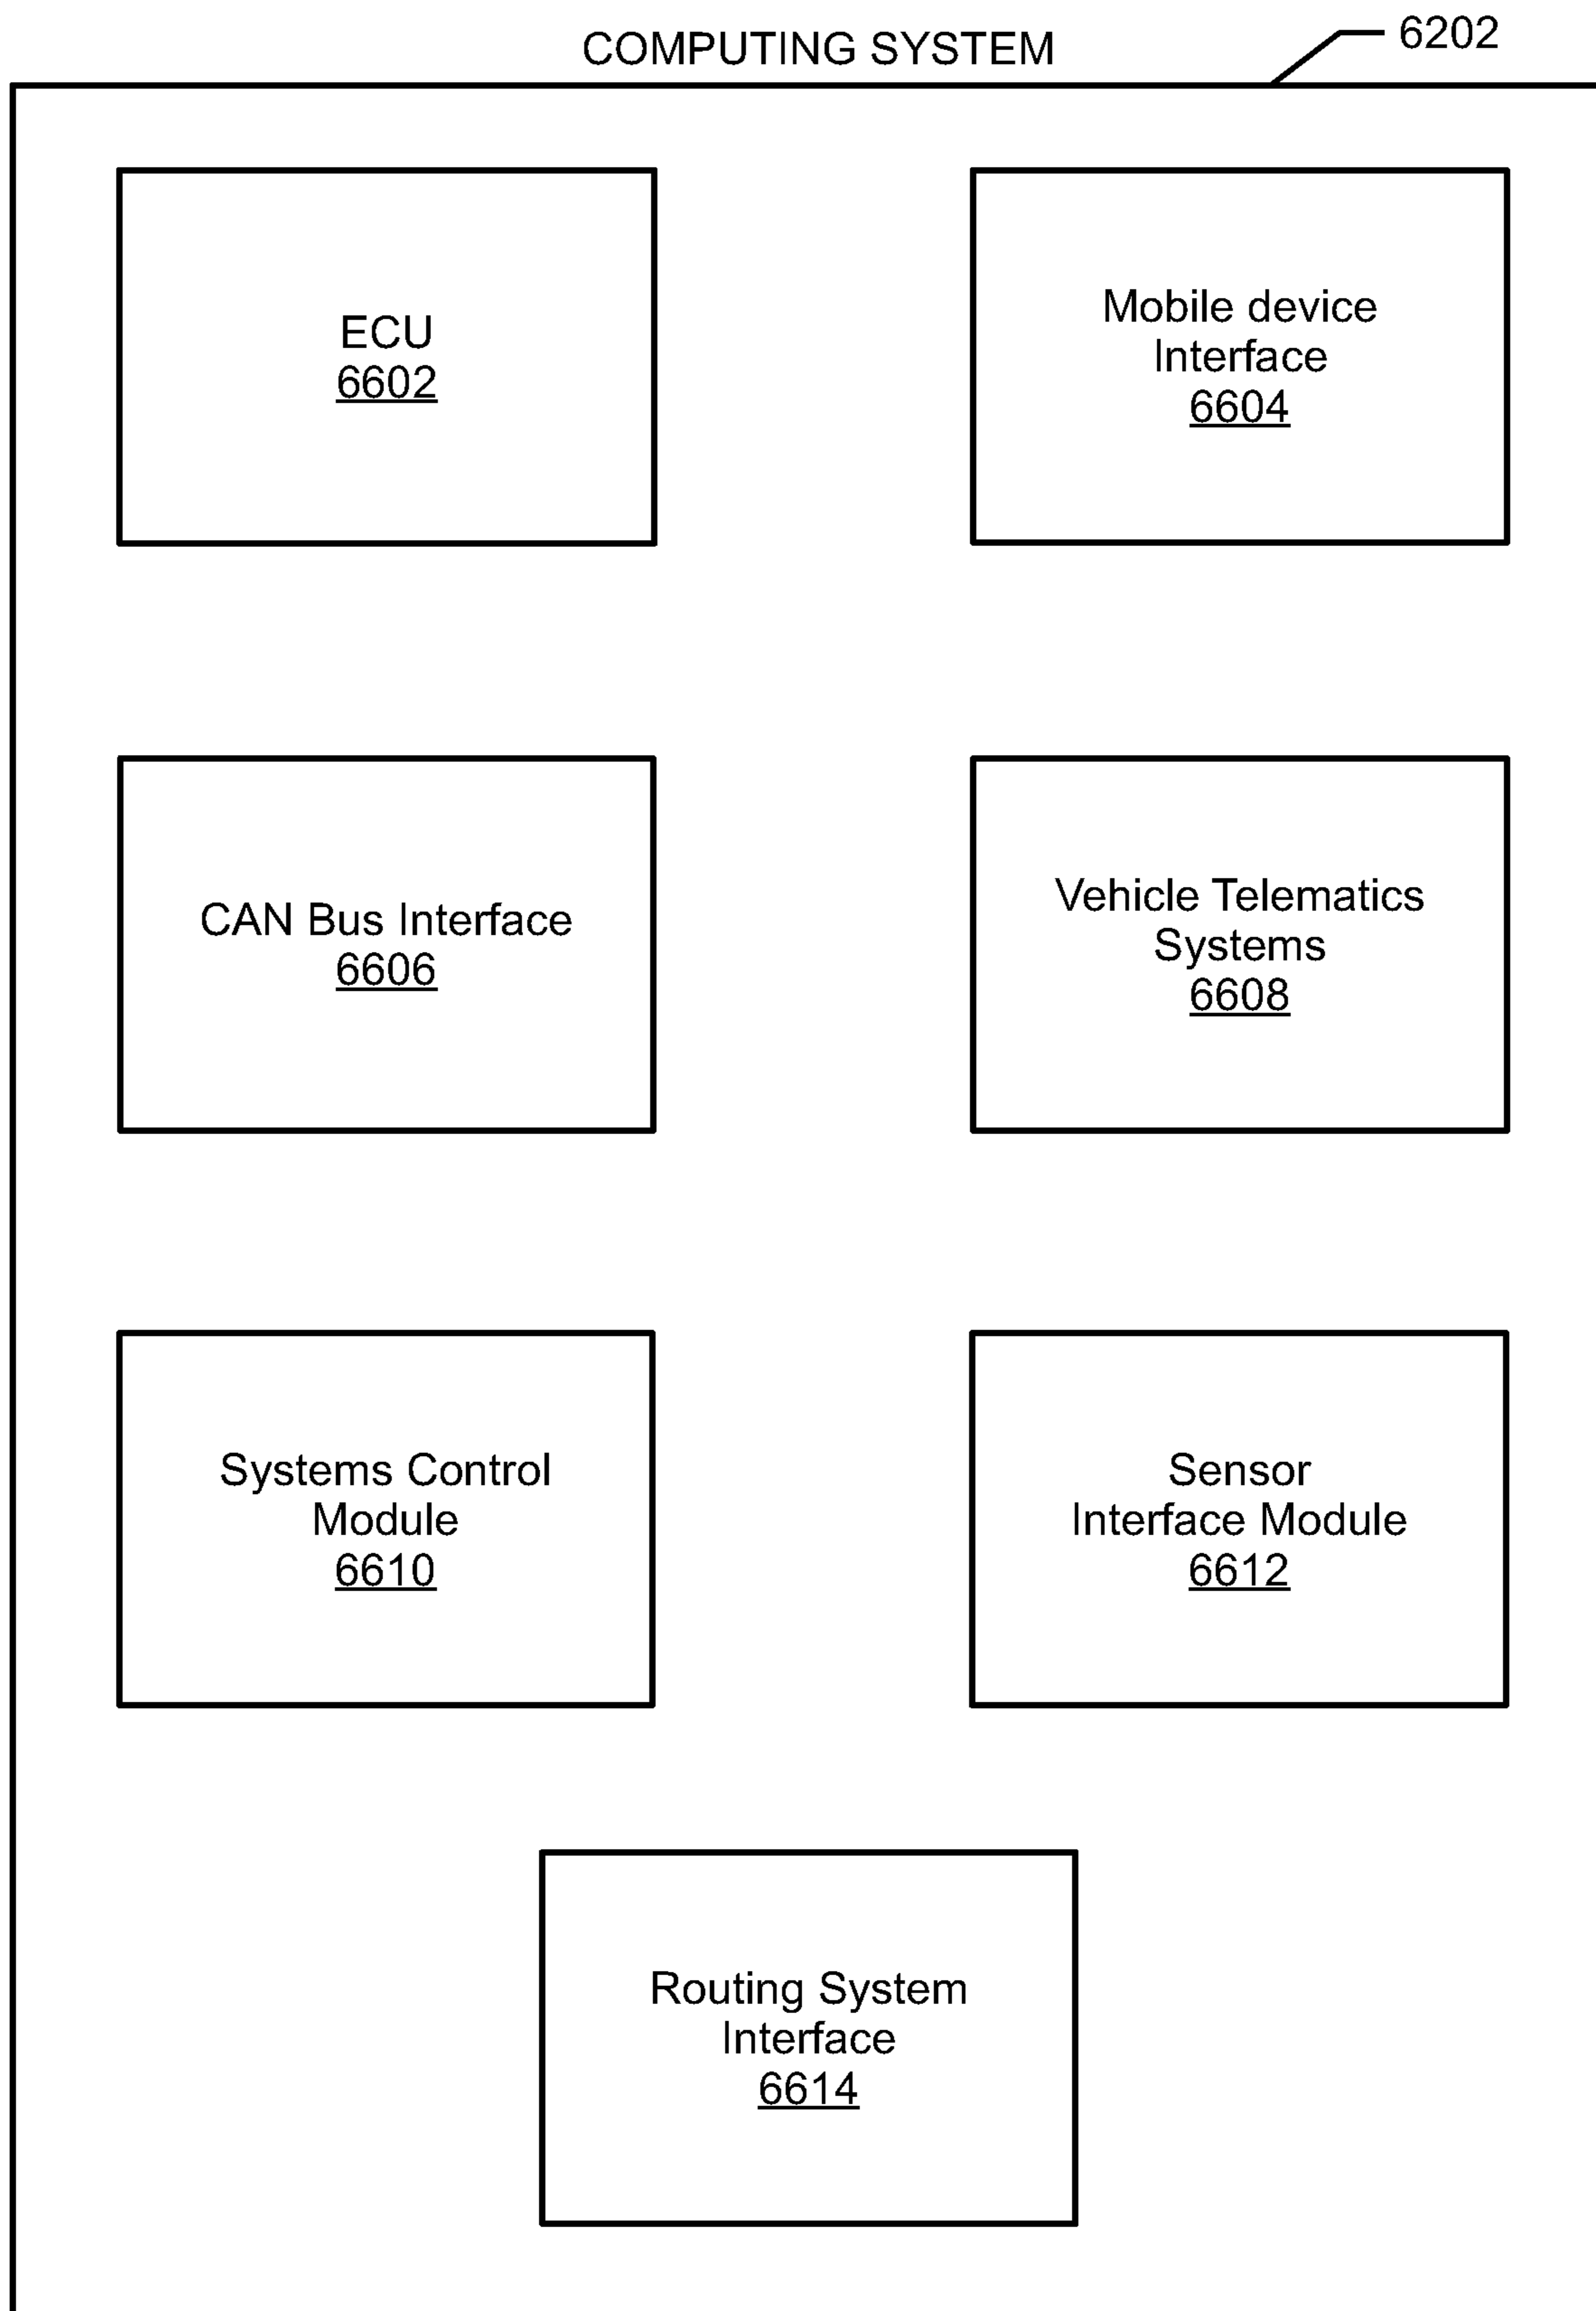 COMPUTING SYSTEM
6202
ECU
6602
Mobile device
Interface
6604
CAN Bus Interface
6606
Vehicle Telematics
Systems
6608
Systems Control
Module
6610
Sensor
Interface Module
6612
Routing System
Interface
6614